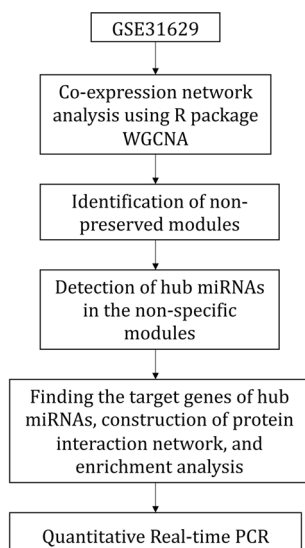 GSE31629
Co-expression network
analysis using R package
WGCNA
Identification of non-
preserved modules
Detection of hub miRNAs
in the non-specific
modules
Finding the target genes of hub
miRNAs, construction of protein
interaction network, and
enrichment analysis
Quantitative Real-time PCR